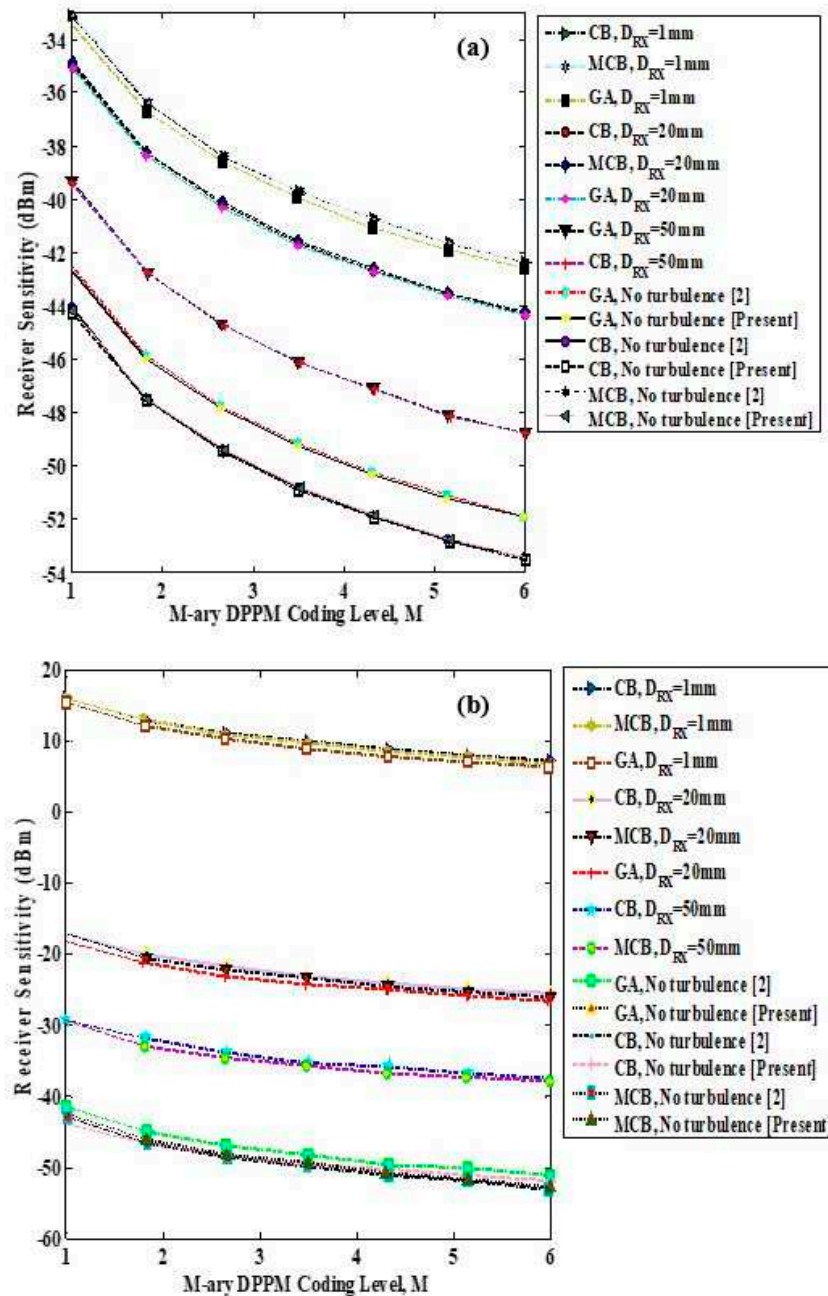 (a)
Receiver Sensitivity (dBm)
-34
-36
-38
-40
-42
-44
-46
-48
-50
-52
-54
1 2 3 4 5 6
M-ary DPPM Coding Level, M
CB, DRX=1mm
MCB, DRX=1mm
GA, DRX=1mm
CB, DRX=20mm
MCB, DRX=20mm
GA, DRX=20mm
GA, DRX=50mm
CB, DRX=50mm
GA, No turbulence [2]
GA, No turbulence [Present]
CB, No turbulence [2]
CB, No turbulence [Present]
MCB, No turbulence [2]
MCB, No turbulence [Present]
(b)
Receiver Sensitivity (dBm)
20
10
0
-10
-20
-30
-40
-50
-60
1 2 3 4 5 6
M-ary DPPM Coding Level, M
CB, DRX=1mm
MCB, DRX=1mm
GA,DRX=1mm
CB, DRX=20mm
MCB,DRX=20mm
GA,DRX=20mm
CB, DRX=50mm
MCB,DRX=50mm
GA,No turbulence [2]
GA,No turbulence [Present]
CB, No turbulence [2]
CB, No turbulence [Present]
MCB,No turbulence [2]
MCB,No turbulence [Present